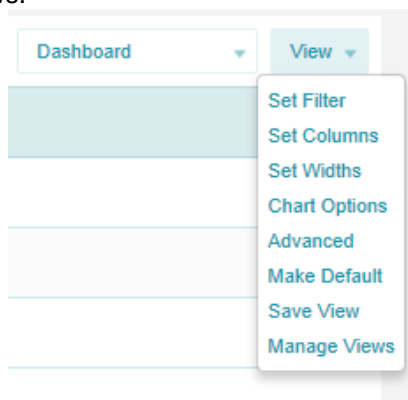 Dashboard
View
Set Filter
Set Columns
Set Widths
Chart Options
Advanced
Make Default
Save View
Manage Views